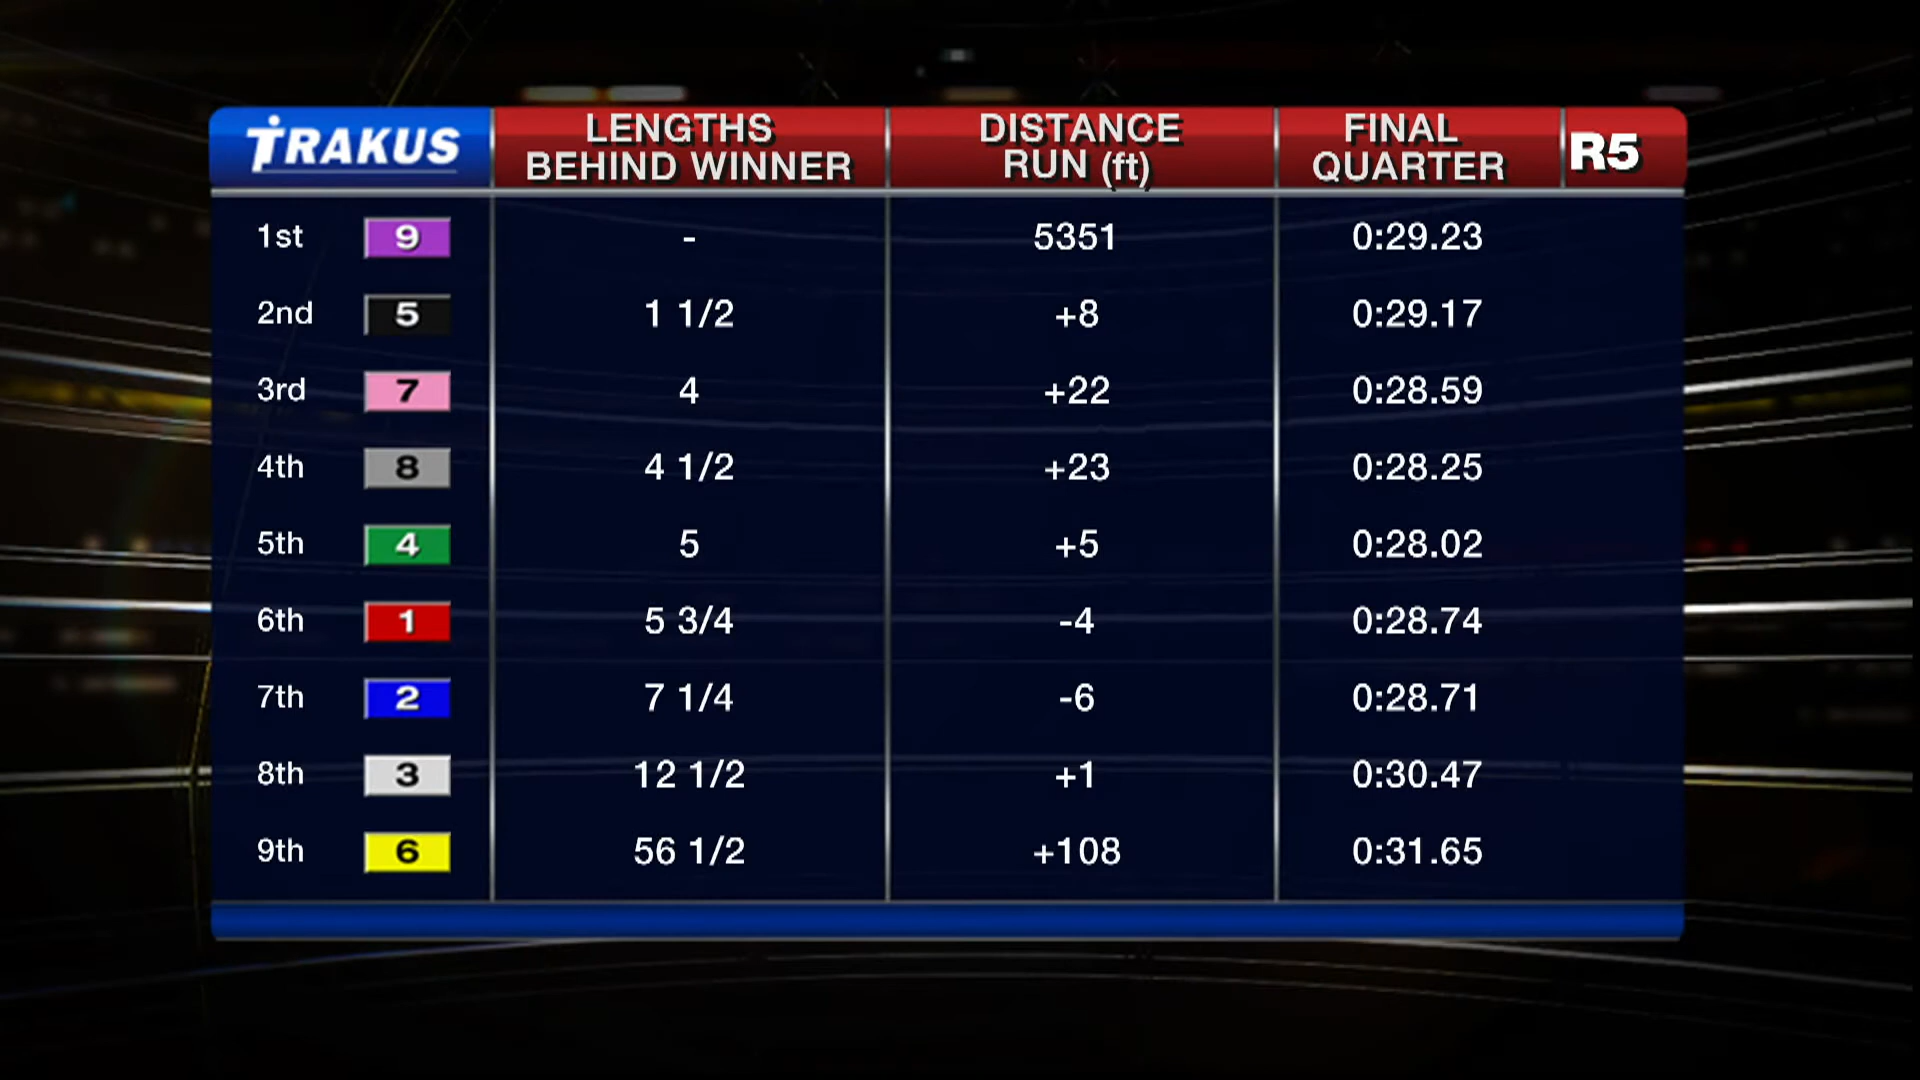 TRAKUS
LENGTHS
BEHIND WINNER
DISTANCE
RUN (ft)
FINAL
QUARTER
R5
1st 9 - 5351 0:29.23
2nd 5 1 1/2 +8 0:29.17
3rd 7 4 +22 0:28.59
4th 8 4 1/2 +23 0:28.25
5th 4 5 +5 0:28.02
6th 1 5 3/4 -4 0:28.74
7th 2 7 1/4 -6 0:28.71
8th 3 12 1/2 +1 0:30.47
9th 6 56 1/2 +108 0:31.65